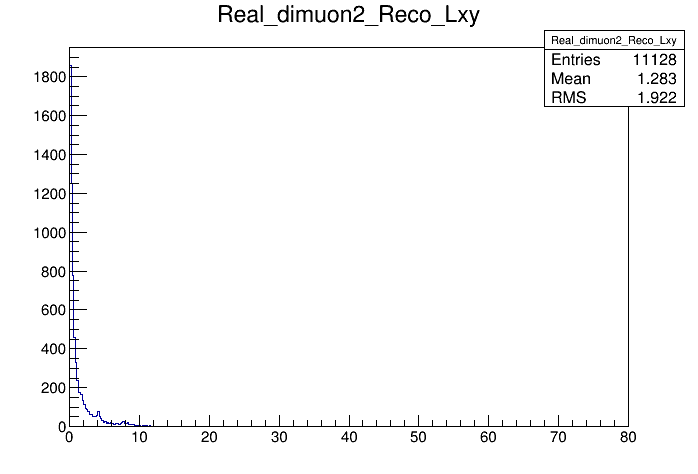 Real_dimuon2_Reco_Lxy
Real_dimuon2_Reco_Lxy
Entries 11128
Mean 1.283
RMS 1.922
1800
1600
1400
1200
1000
800
600
400
200
0
0 10 20 30 40 50 60 70 80